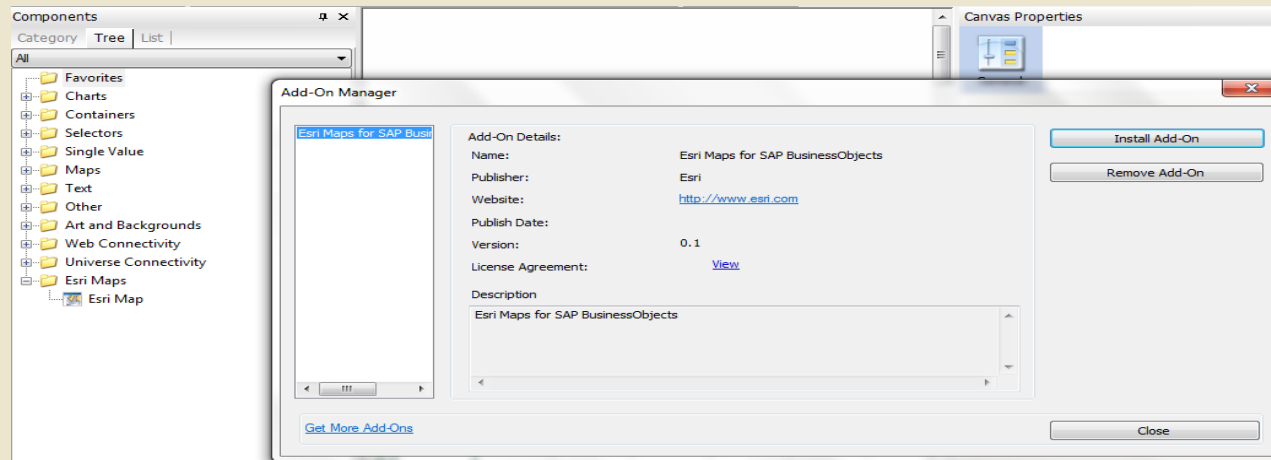 Components
Canvas Properties
Category Tree List
All
Favorites
Charts
Containers
Selectors
Single Value
Maps
Text
Other
Art and Backgrounds
Web Connectivity
Universe Connectivity
Esri Maps
Esri Map
Add-On Manager
Esri Maps for SAP Busin
Add-On Details:
Name: Esri Maps for SAP BusinessObjects
Publisher: Esri
Website: http://www.esri.com
Publish Date:
Version: 0.1
License Agreement: View
Description
Esri Maps for SAP BusinessObjects
Install Add-On
Remove Add-On
Get More Add-Ons
Close